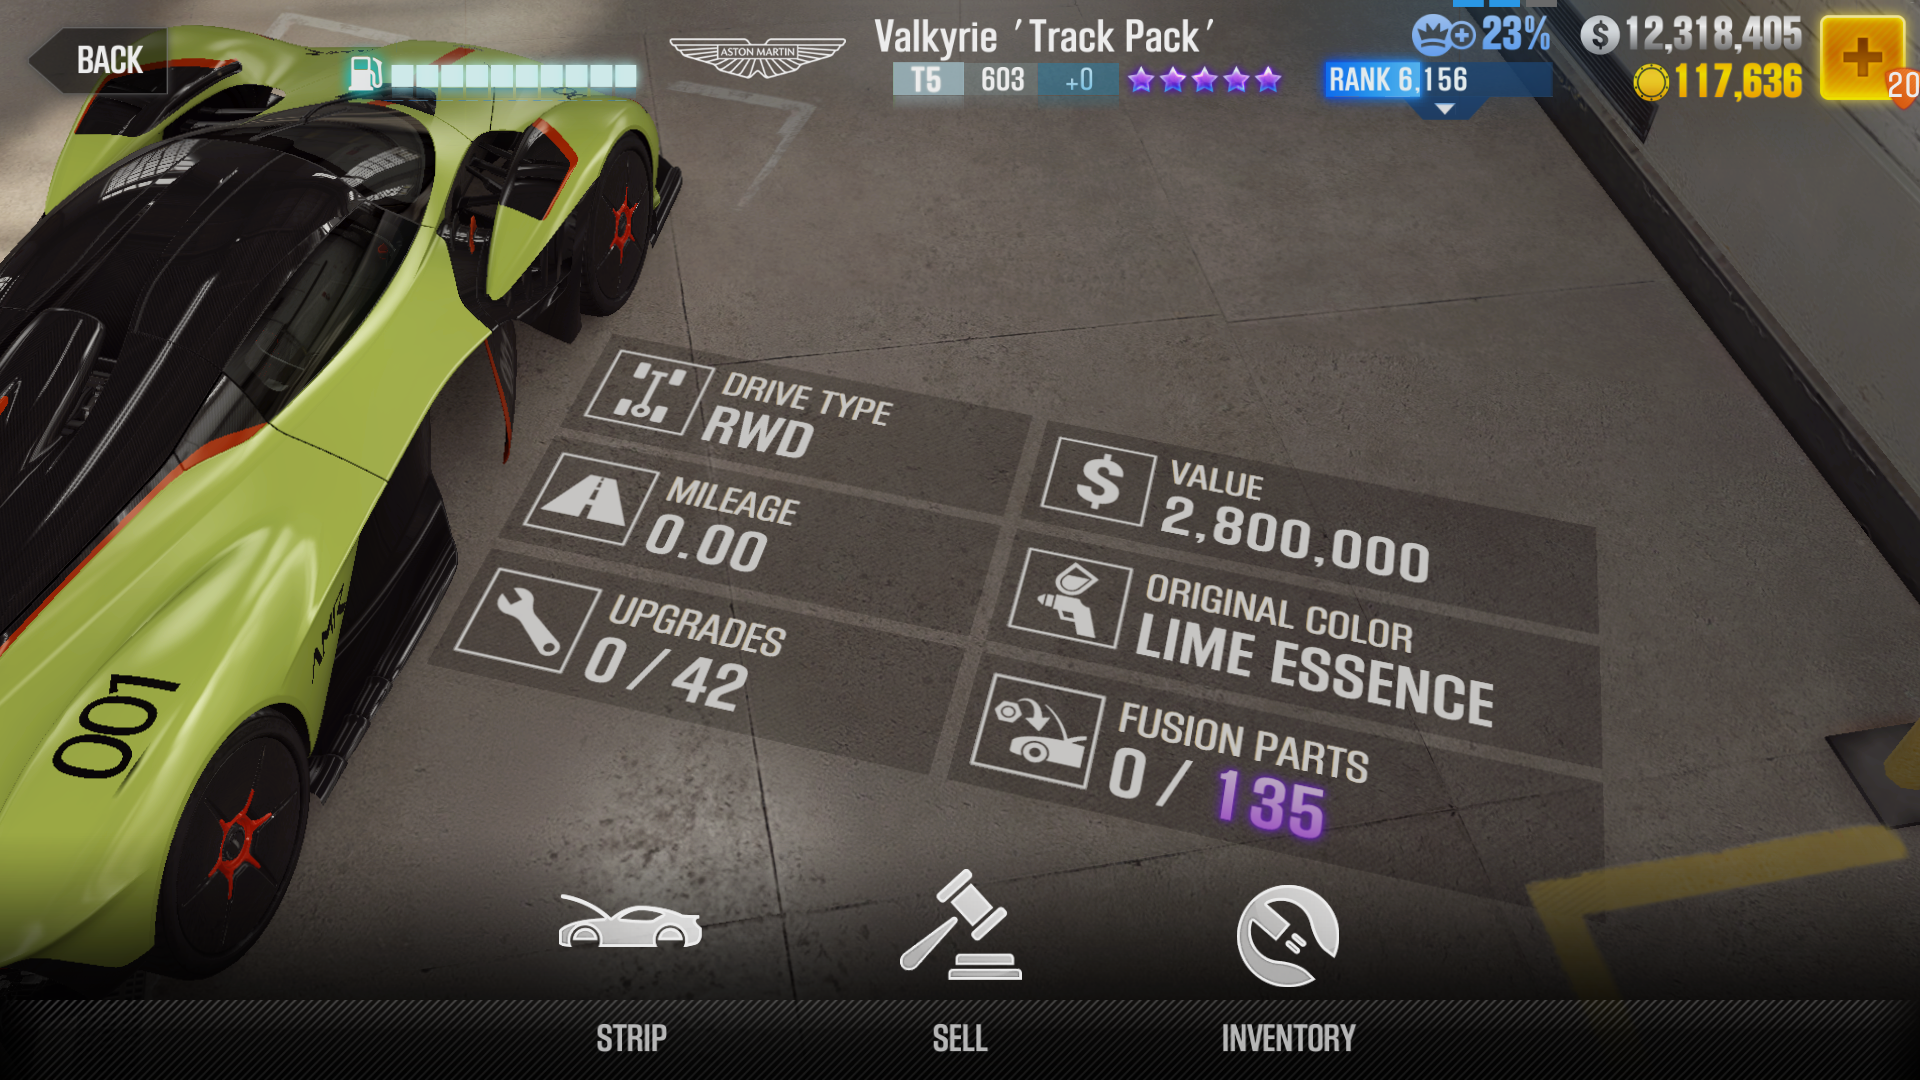 BACK
ASTON MARTIN
Valkyrie 'Track Pack'
T5 603 +0
23%
RANK 6,156
12,318,405
117,636
20
DRIVE TYPE
RWD
MILEAGE
0.00
UPGRADES
0 / 42
VALUE
2,800,000
ORIGINAL COLOR
LIME ESSENCE
FUSION PARTS
0 / 135
001
AMR
STRIP
SELL
INVENTORY